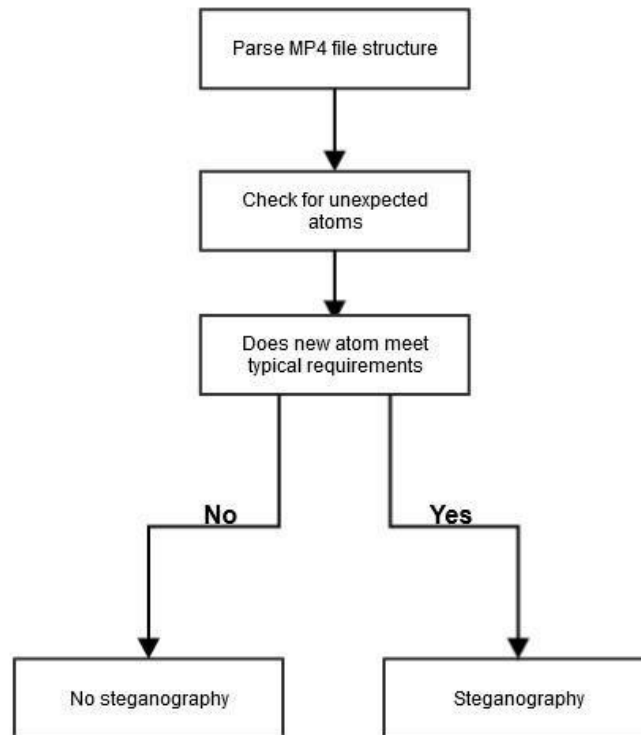 Parse MP4 file structure
Check for unexpected
atoms
Does new atom meet
typical requirements
No
Yes
No steganography
Steganography